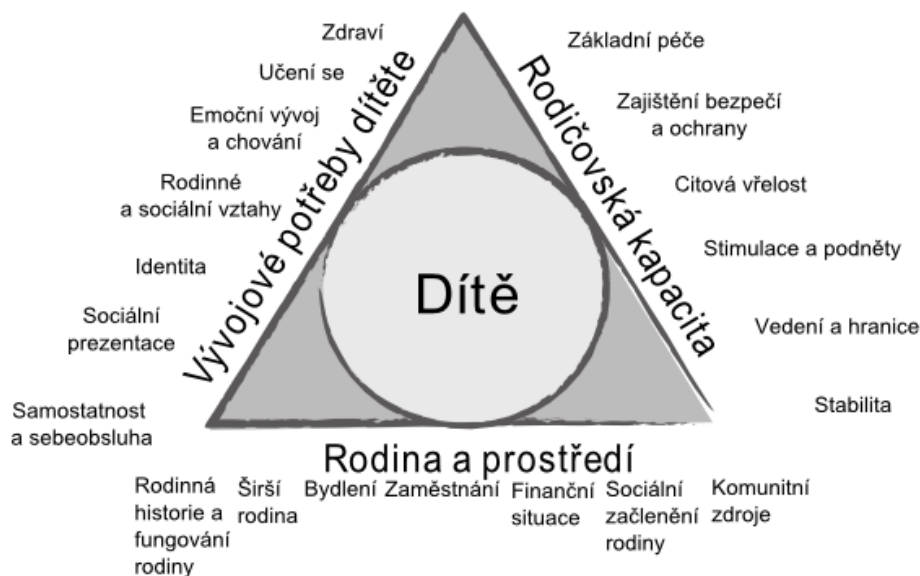 Zdraví
Učení se
Emoční vývoj
a chování
Rodinné
a sociální vztahy
Identita
Sociální
prezentace
Samostatnost
a sebeobsluha
Vývojové potřeby dítěte
Dítě
Rodičovská kapacita
Základní péče
Zajištění bezpečí
a ochrany
Citová vřelost
Stimulace a podněty
Vedení a hranice
Stabilita
Rodina a prostředí
Rodinná
historie a
fungování
rodiny
Širší
rodina
Bydlení
Zaměstnání
Finanční
situace
Sociální
začlenění
rodiny
Komunitní
zdroje